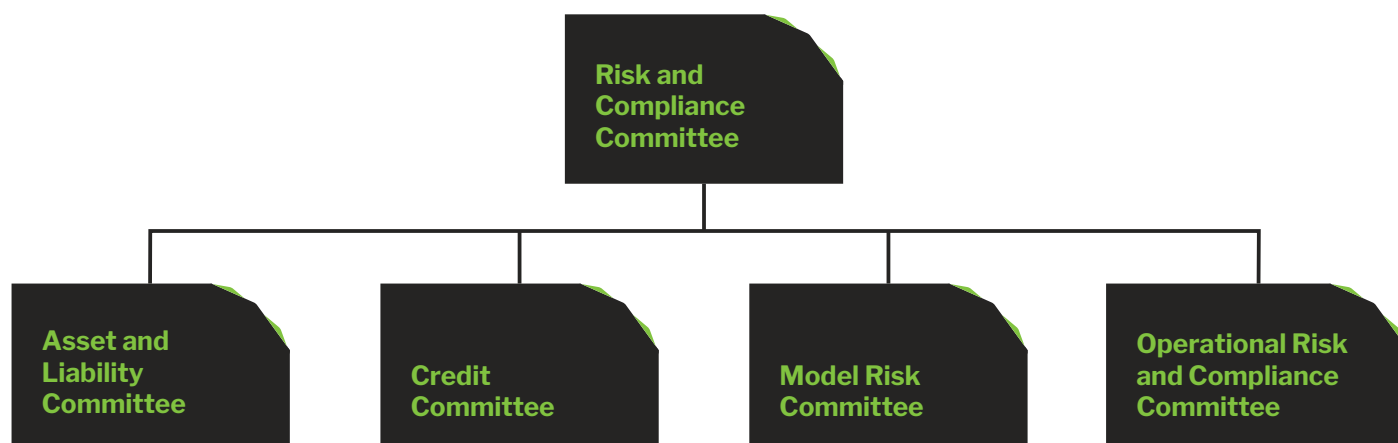 Risk and
Compliance
Committee
Asset and
Liability
Committee
Credit
Committee
Model Risk
Committee
Operational Risk
and Compliance
Committee